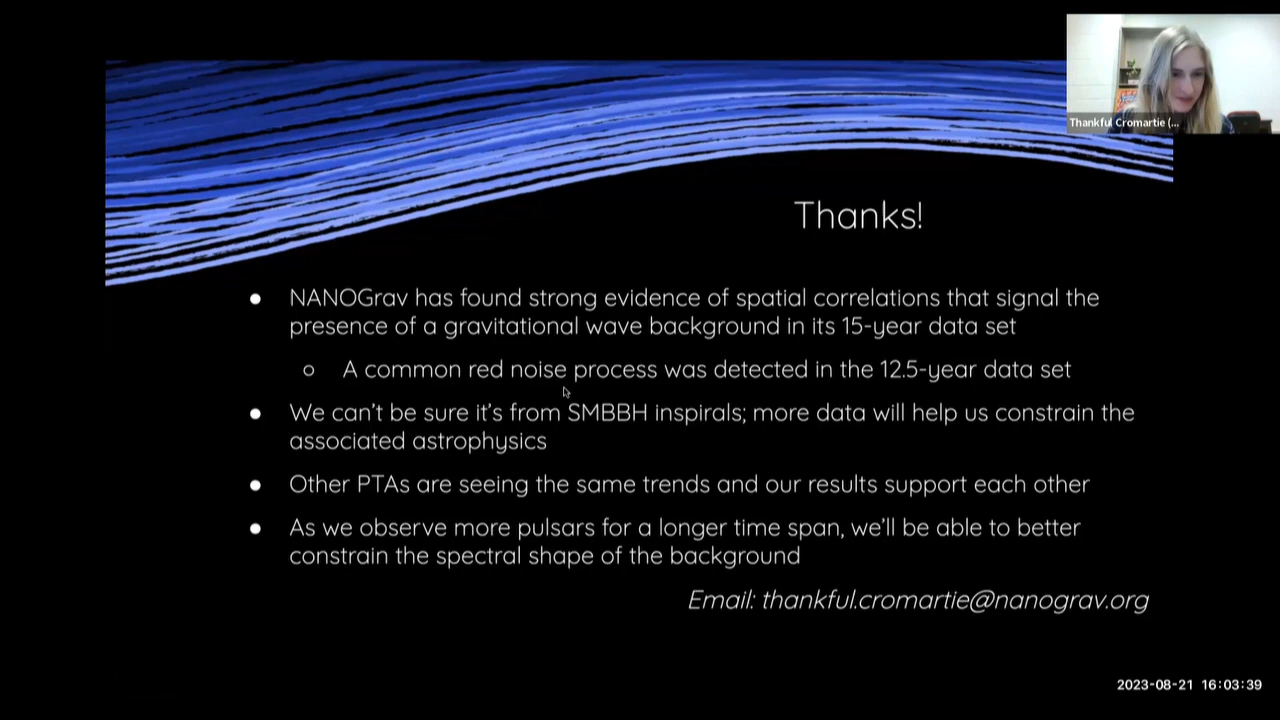 Thankful Cromartie (...
Thanks!
● NANOGrav has found strong evidence of spatial correlations that signal the
presence of a gravitational wave background in its 15-year data set
○ A common red noise process was detected in the 12.5-year data set
● We can't be sure it's from SMBBH inspirals; more data will help us constrain the
associated astrophysics
● Other PTAs are seeing the same trends and our results support each other
● As we observe more pulsars for a longer time span, we'll be able to better
constrain the spectral shape of the background
Email: thankful.cromartie@nanograv.org
2023-08-21 16:03:39